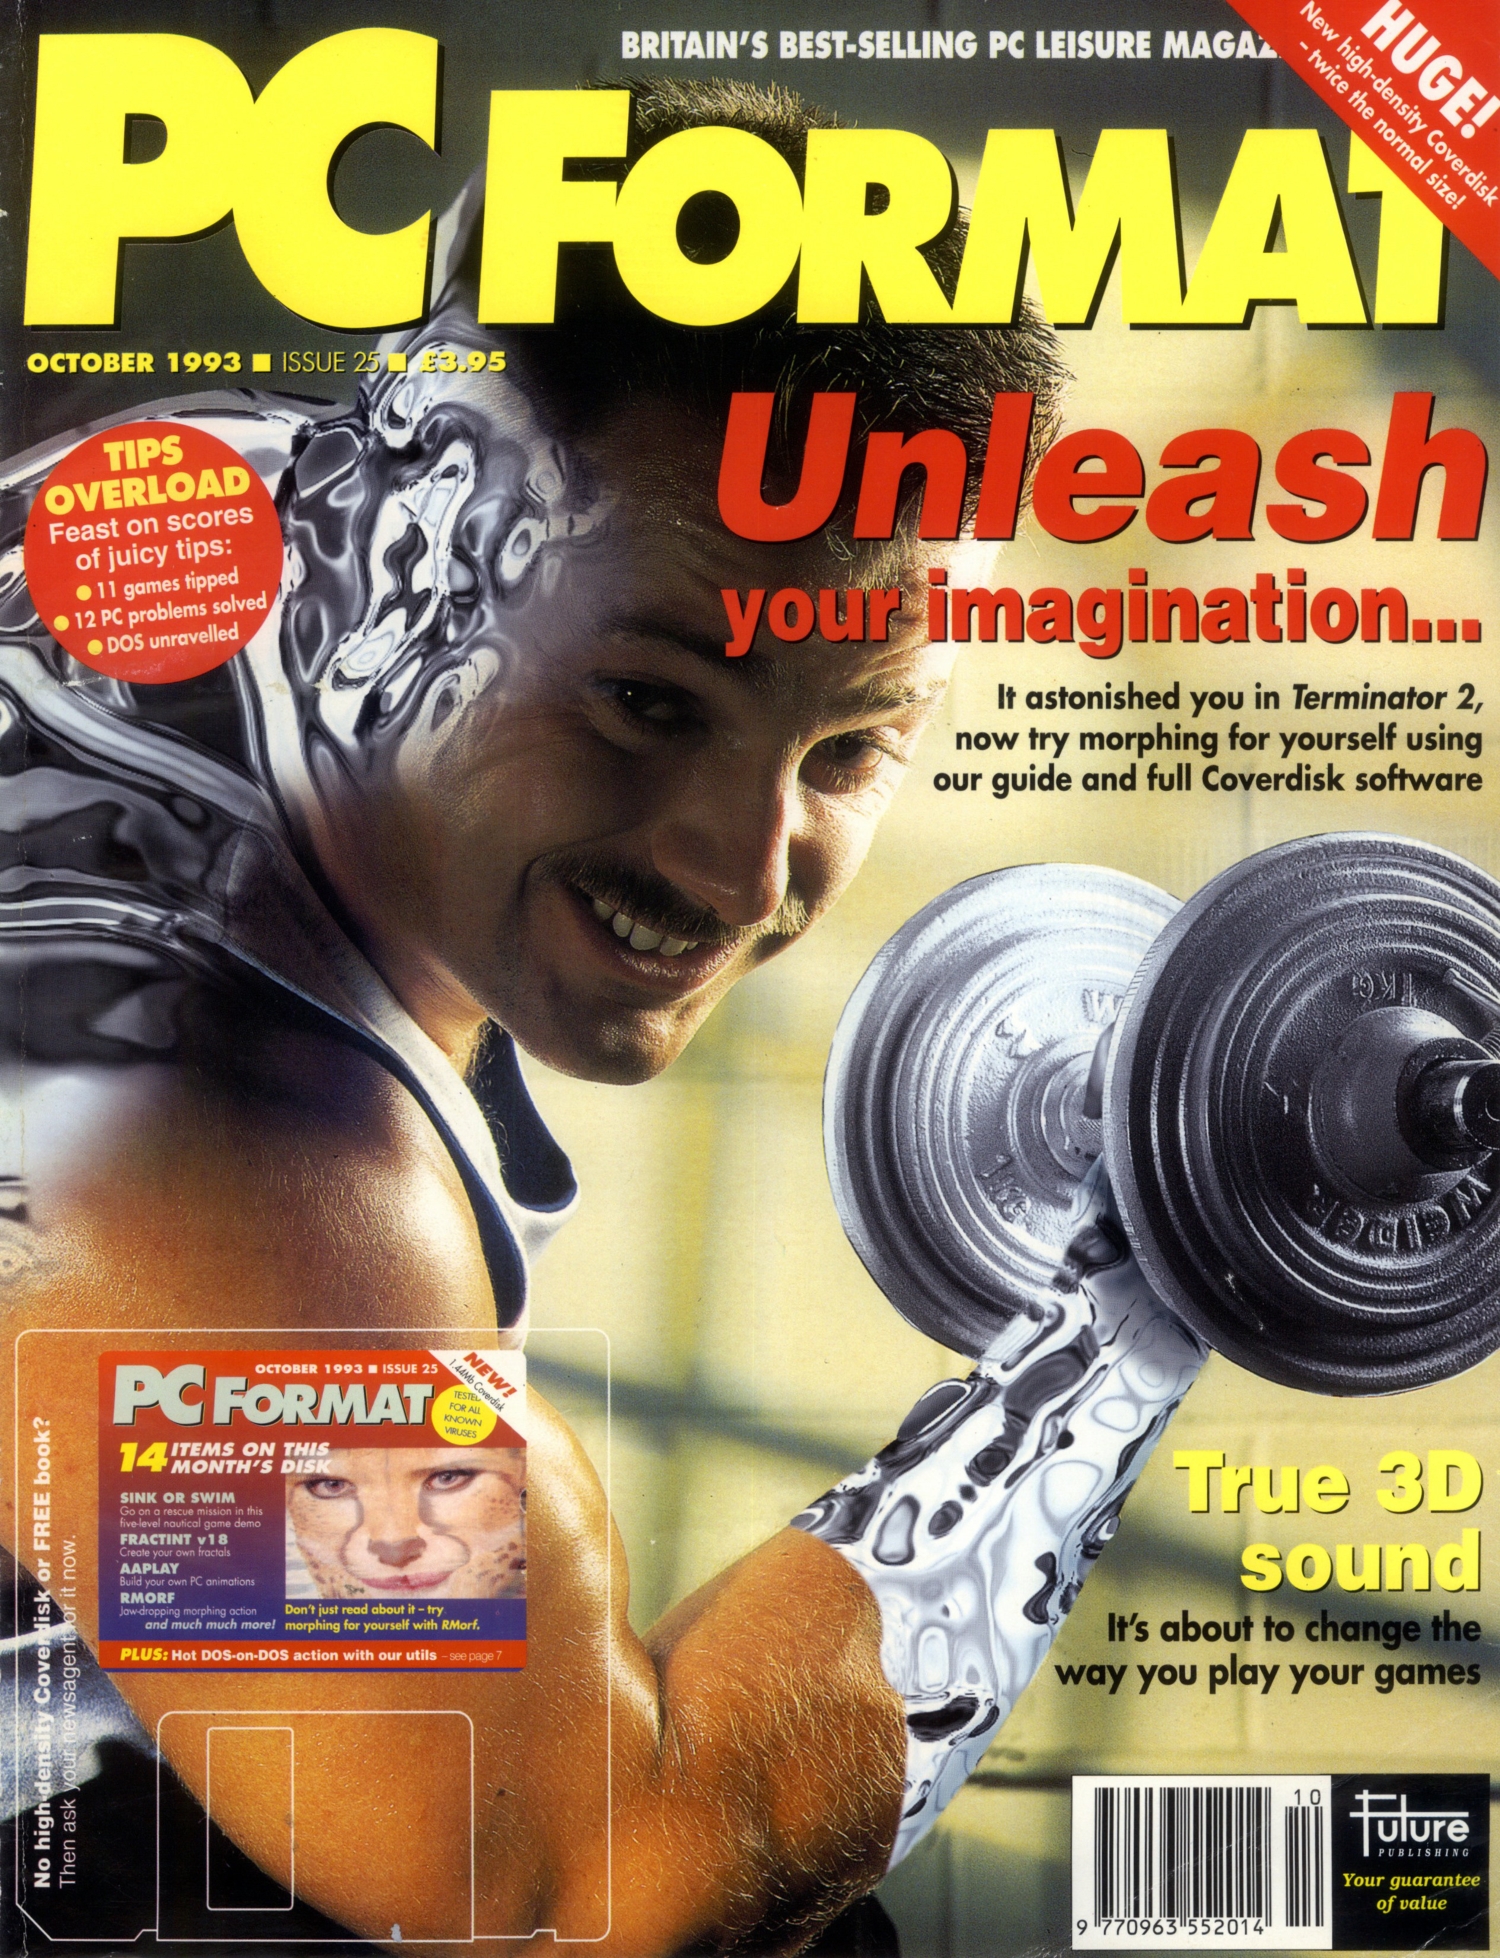 BRITAIN'S BEST-SELLING PC LEISURE MAGAZ
HUGE!
New high-density Coverdisk
- twice the normal size!
PC FORMAT
OCTOBER 1993 ■ ISSUE 25 ■ £3.95
TIPS
OVERLOAD
Feast on scores
of juicy tips:
● 11 games tipped
● 12 PC problems solved
● DOS unravelled
Unleash
your imagination...
It astonished you in Terminator 2,
now try morphing for yourself using
our guide and full Coverdisk software
1KG
WEIDER
True 3D
sound
It's about to change the
way you play your games
No high-density Coverdisk or FREE book?
Then ask your newsagent for it now.
OCTOBER 1993 ■ ISSUE 25
PC FORMAT
NEW!
1.44Mb Coverdisk
TESTED
FOR ALL
KNOWN
VIRUSES
14 ITEMS ON THIS
MONTH'S DISK
SINK OR SWIM
Go on a rescue mission in this
five-level nautical game demo
FRACTINT v18
Create your own fractals
AAPLAY
Build your own PC animations
RMORF
Jaw-dropping morphing action
and much much more!
Don't just read about it – try
morphing for yourself with RMorf.
PLUS: Hot DOS-on-DOS action with our utils – see page 7
10
9 770963 552014
Future
PUBLISHING
Your guarantee
of value